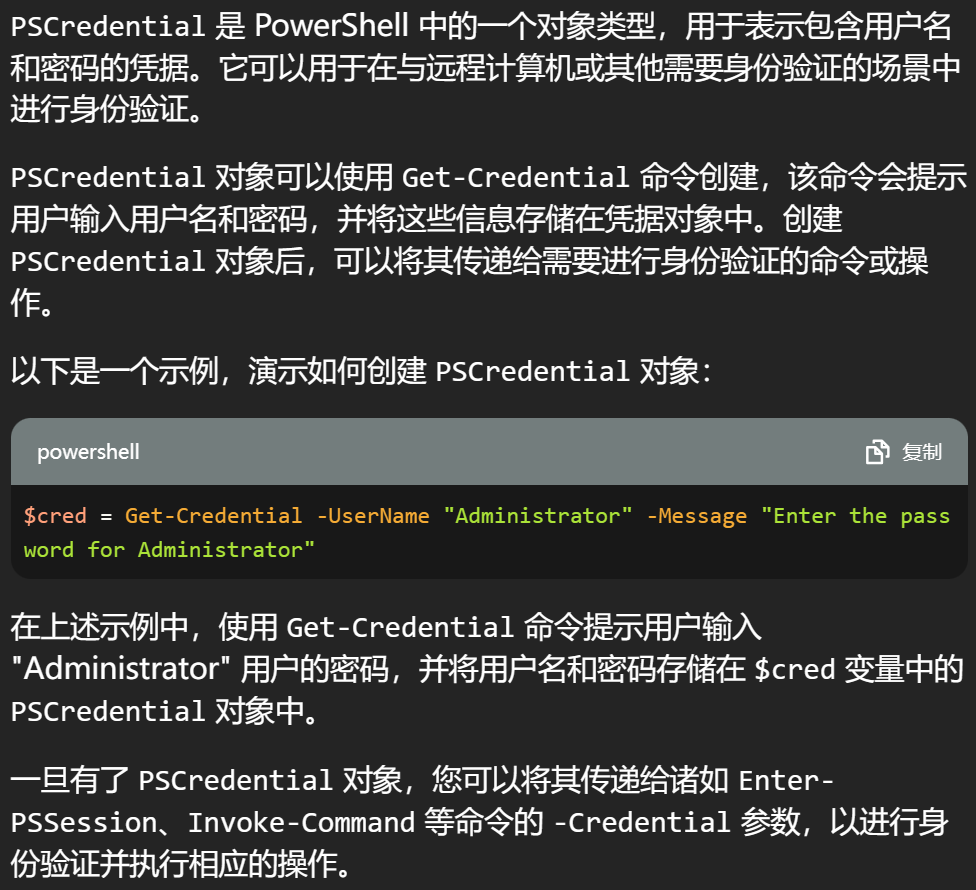 PSCredential 是 PowerShell 中的一个对象类型，用于表示包含用户名
和密码的凭据。它可以用于在与远程计算机或其他需要身份验证的场景中
进行身份验证。
PSCredential 对象可以使用 Get-Credential 命令创建，该命令会提示
用户输入用户名和密码，并将这些信息存储在凭据对象中。创建
PSCredential 对象后，可以将其传递给需要进行身份验证的命令或操
作。
以下是一个示例，演示如何创建 PSCredential 对象：
powershell 复制
$cred = Get-Credential -UserName "Administrator" -Message "Enter the pass
word for Administrator"
在上述示例中，使用 Get-Credential 命令提示用户输入
"Administrator" 用户的密码，并将用户名和密码存储在 $cred 变量中的
PSCredential 对象中。
一旦有了 PSCredential 对象，您可以将其传递给诸如 Enter-
PSSession、Invoke-Command 等命令的 -Credential 参数，以进行身
份验证并执行相应的操作。